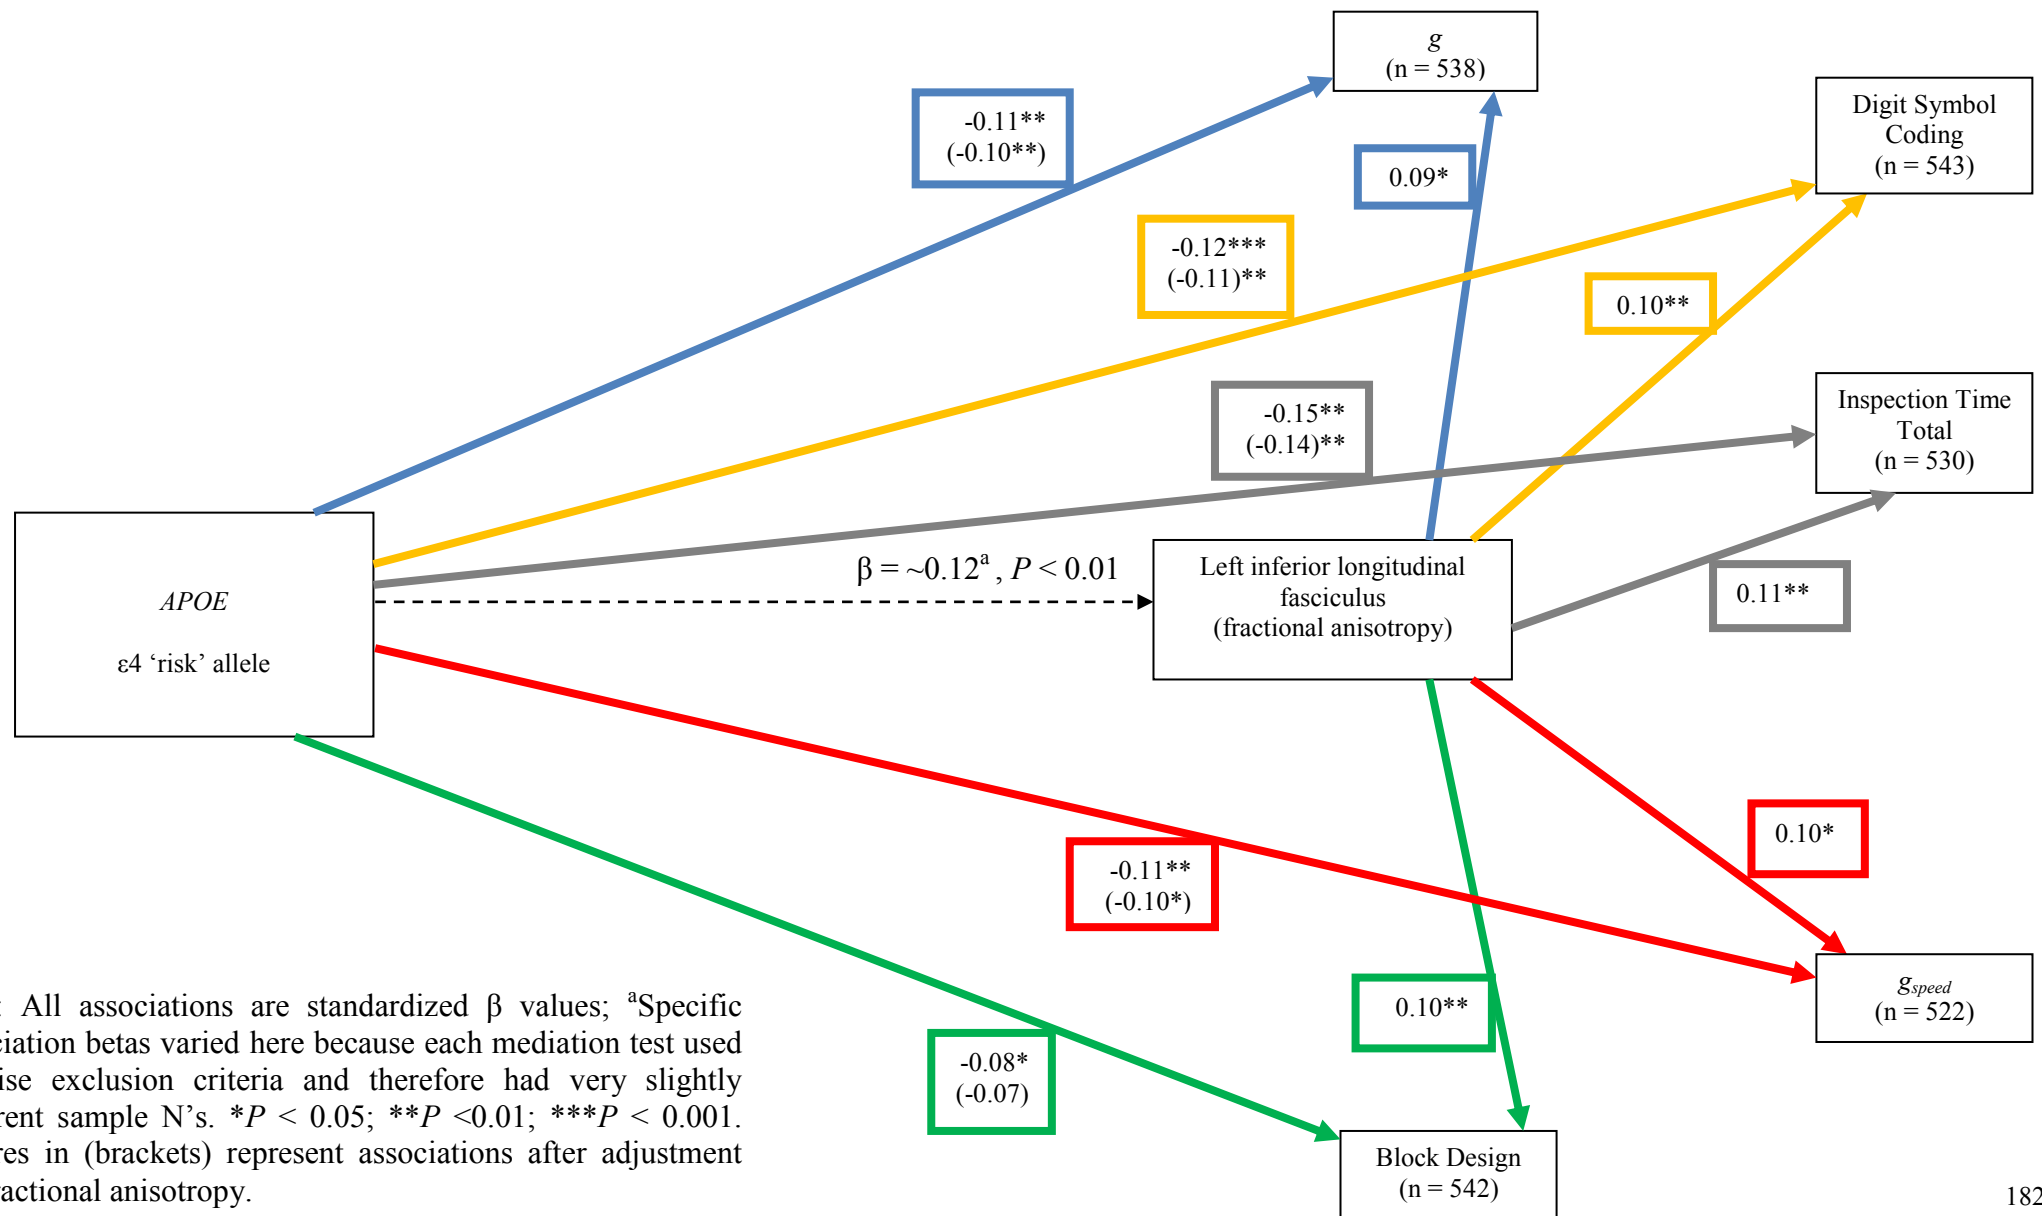 g
(n = 538)
Digit Symbol
Coding
(n = 543)
-0.11**
(-0.10**)
0.09*
-0.12***
(-0.11)**
0.10**
-0.15**
(-0.14)**
Inspection Time
Total
(n = 530)
APOE
ε4 ‘risk’ allele
β = ~0.12ᵃ , P < 0.01
Left inferior longitudinal
fasciculus
(fractional anisotropy)
0.11**
0.10*
-0.11**
(-0.10*)
gspeed
(n = 522)
0.10**
-0.08*
(-0.07)
Block Design
(n = 542)
: All associations are standardized β values; ᵃSpecific
betas varied here because each mediation test used
exclusion criteria and therefore had very slightly
sample N’s. *P < 0.05; **P <0.01; ***P < 0.001.
in (brackets) represent associations after adjustment
anisotropy.
182